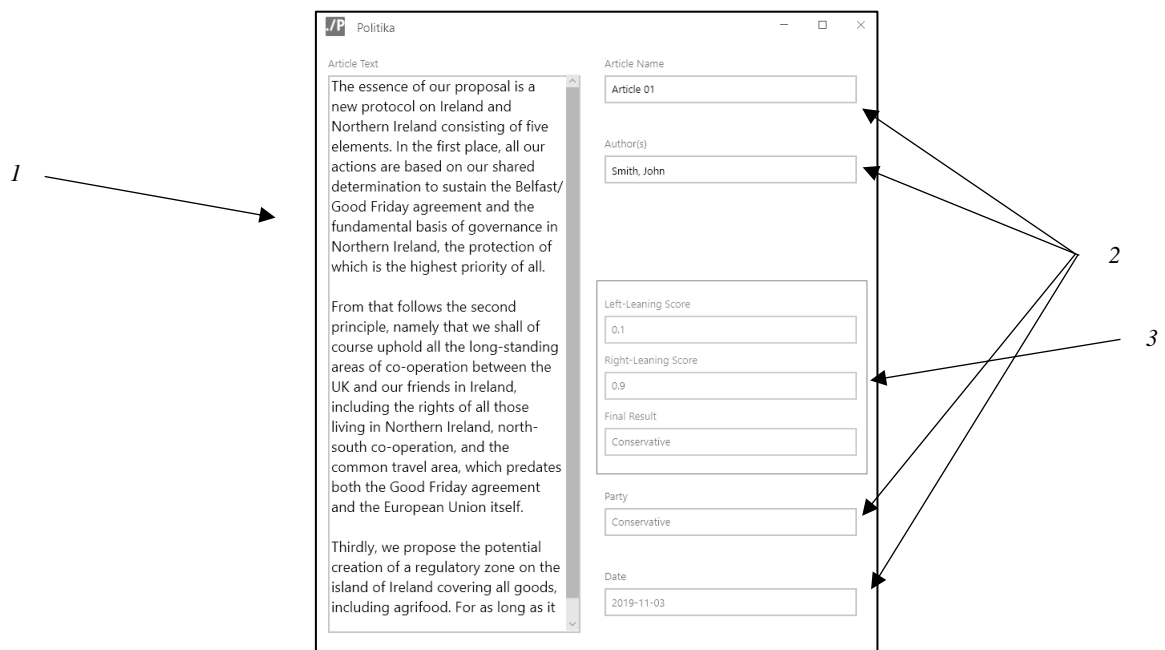 ./P Politika
Article Text
The essence of our proposal is a
new protocol on Ireland and
Northern Ireland consisting of five
elements. In the first place, all our
actions are based on our shared
determination to sustain the Belfast/
Good Friday agreement and the
fundamental basis of governance in
Northern Ireland, the protection of
which is the highest priority of all.
From that follows the second
principle, namely that we shall of
course uphold all the long-standing
areas of co-operation between the
UK and our friends in Ireland,
including the rights of all those
living in Northern Ireland, north-
south co-operation, and the
common travel area, which predates
both the Good Friday agreement
and the European Union itself.
Thirdly, we propose the potential
creation of a regulatory zone on the
island of Ireland covering all goods,
including agrifood. For as long as it
Article Name
Article 01
Author(s)
Smith, John
Left-Leaning Score
0.1
Right-Leaning Score
0.9
Final Result
Conservative
Party
Conservative
Date
2019-11-03
1
2
3